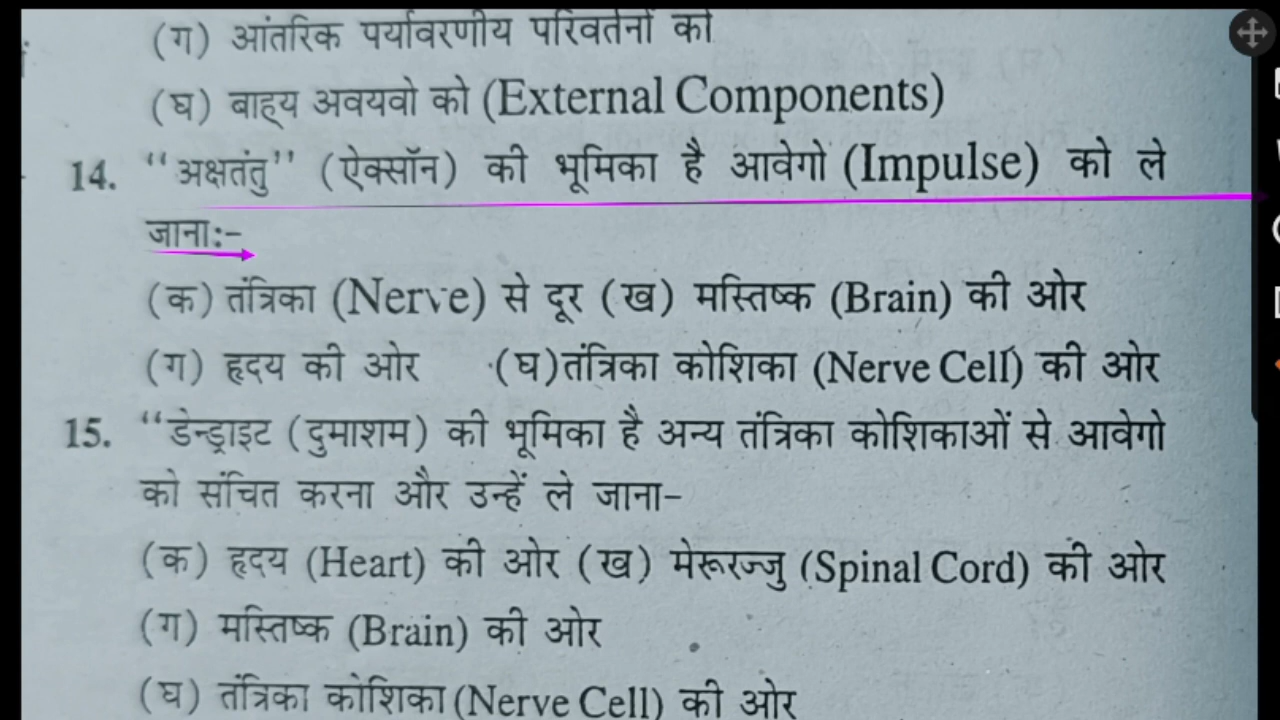 (ग) आंतरिक पर्यावरणीय परिवर्तनों को
(घ) बाह्य अवयवो को (External Components)
14. "अक्षतंतु" (ऐक्सॉन) की भूमिका है आवेगो (Impulse) को ले
जाना:-
(क) तंत्रिका (Nerve) से दूर (ख) मस्तिष्क (Brain) की ओर
(ग) हृदय की ओर (घ)तंत्रिका कोशिका (Nerve Cell) की ओर
15. "डेन्ड्राइट (दुमाशम) की भूमिका है अन्य तंत्रिका कोशिकाओं से आवेगो
को संचित करना और उन्हें ले जाना-
(क) हृदय (Heart) की ओर (ख) मेरूरज्जु (Spinal Cord) की ओर
(ग) मस्तिष्क (Brain) की ओर
(घ) तंत्रिका कोशिका (Nerve Cell) की ओर